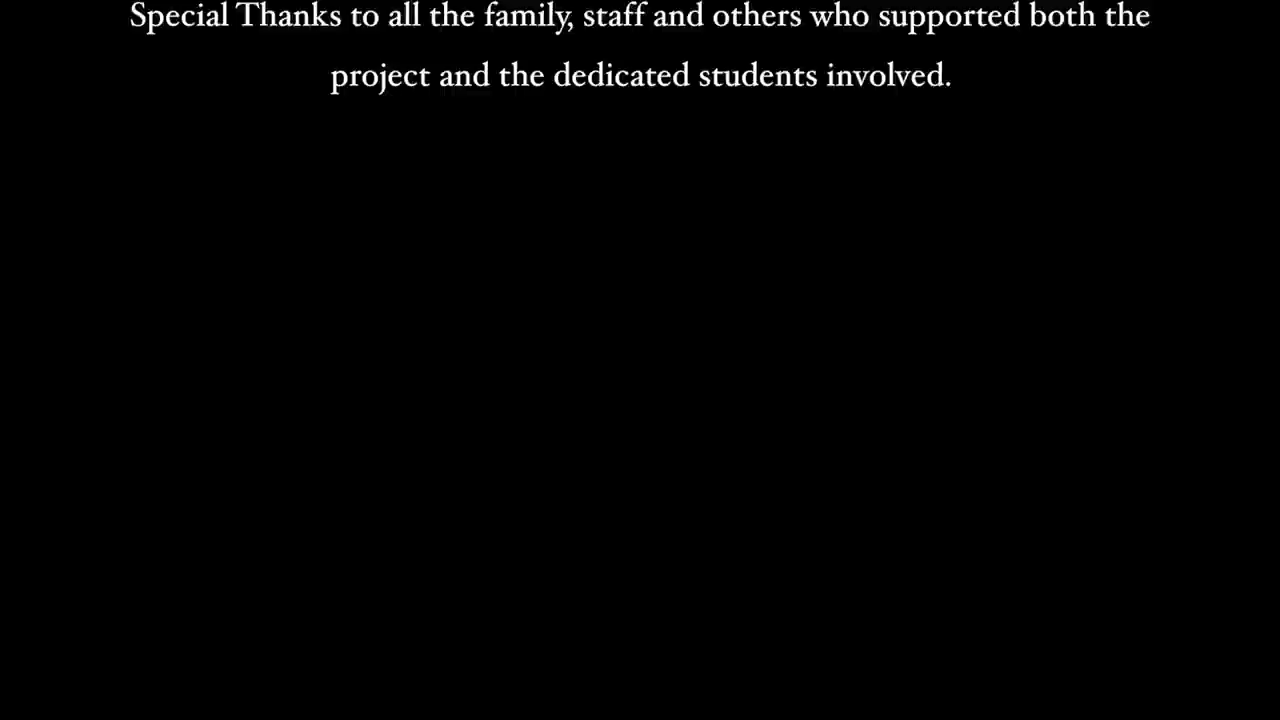 Special Thanks to all the family, staff and others who supported both the
project and the dedicated students involved.